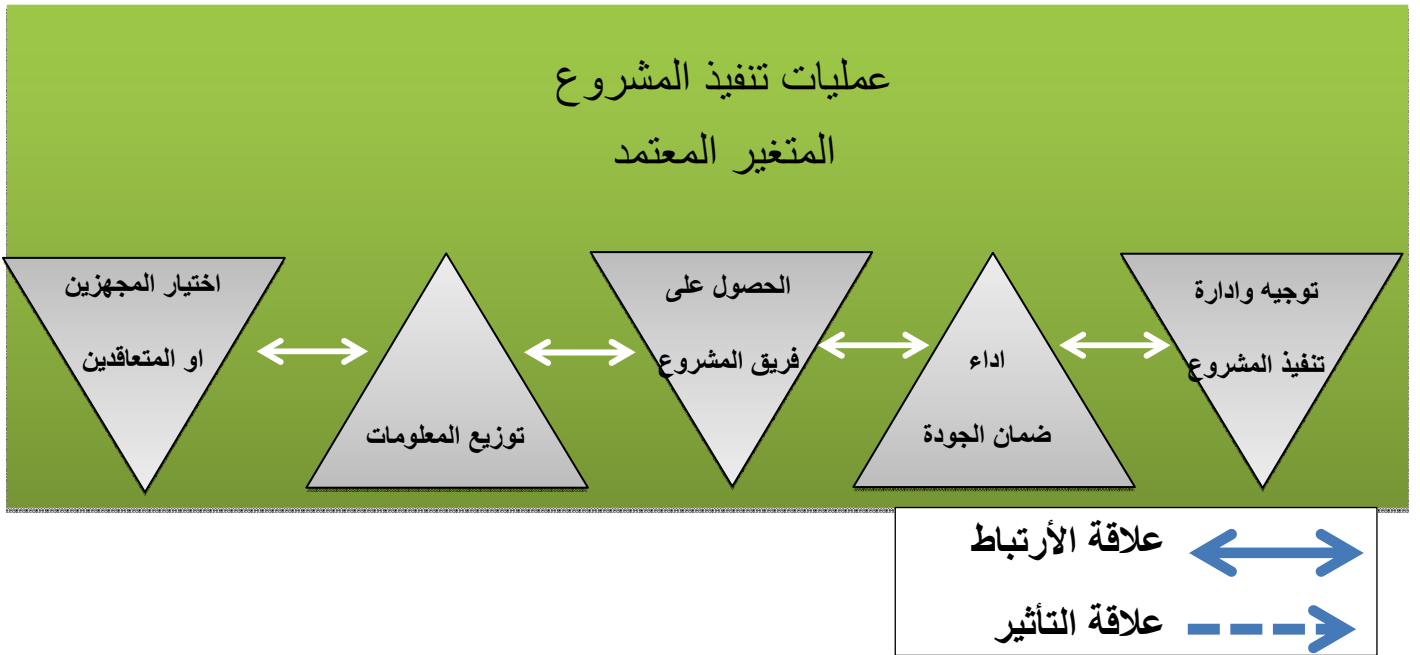 عمليات تنفيذ المشروع
المتغير المعتمد
توجيه وادارة
تنفيذ المشروع
اداء
ضمان الجودة
الحصول على
فريق المشروع
توزيع المعلومات
اختيار المجهزين
او المتعاقدين
علاقة الأرتباط
علاقة التأثير